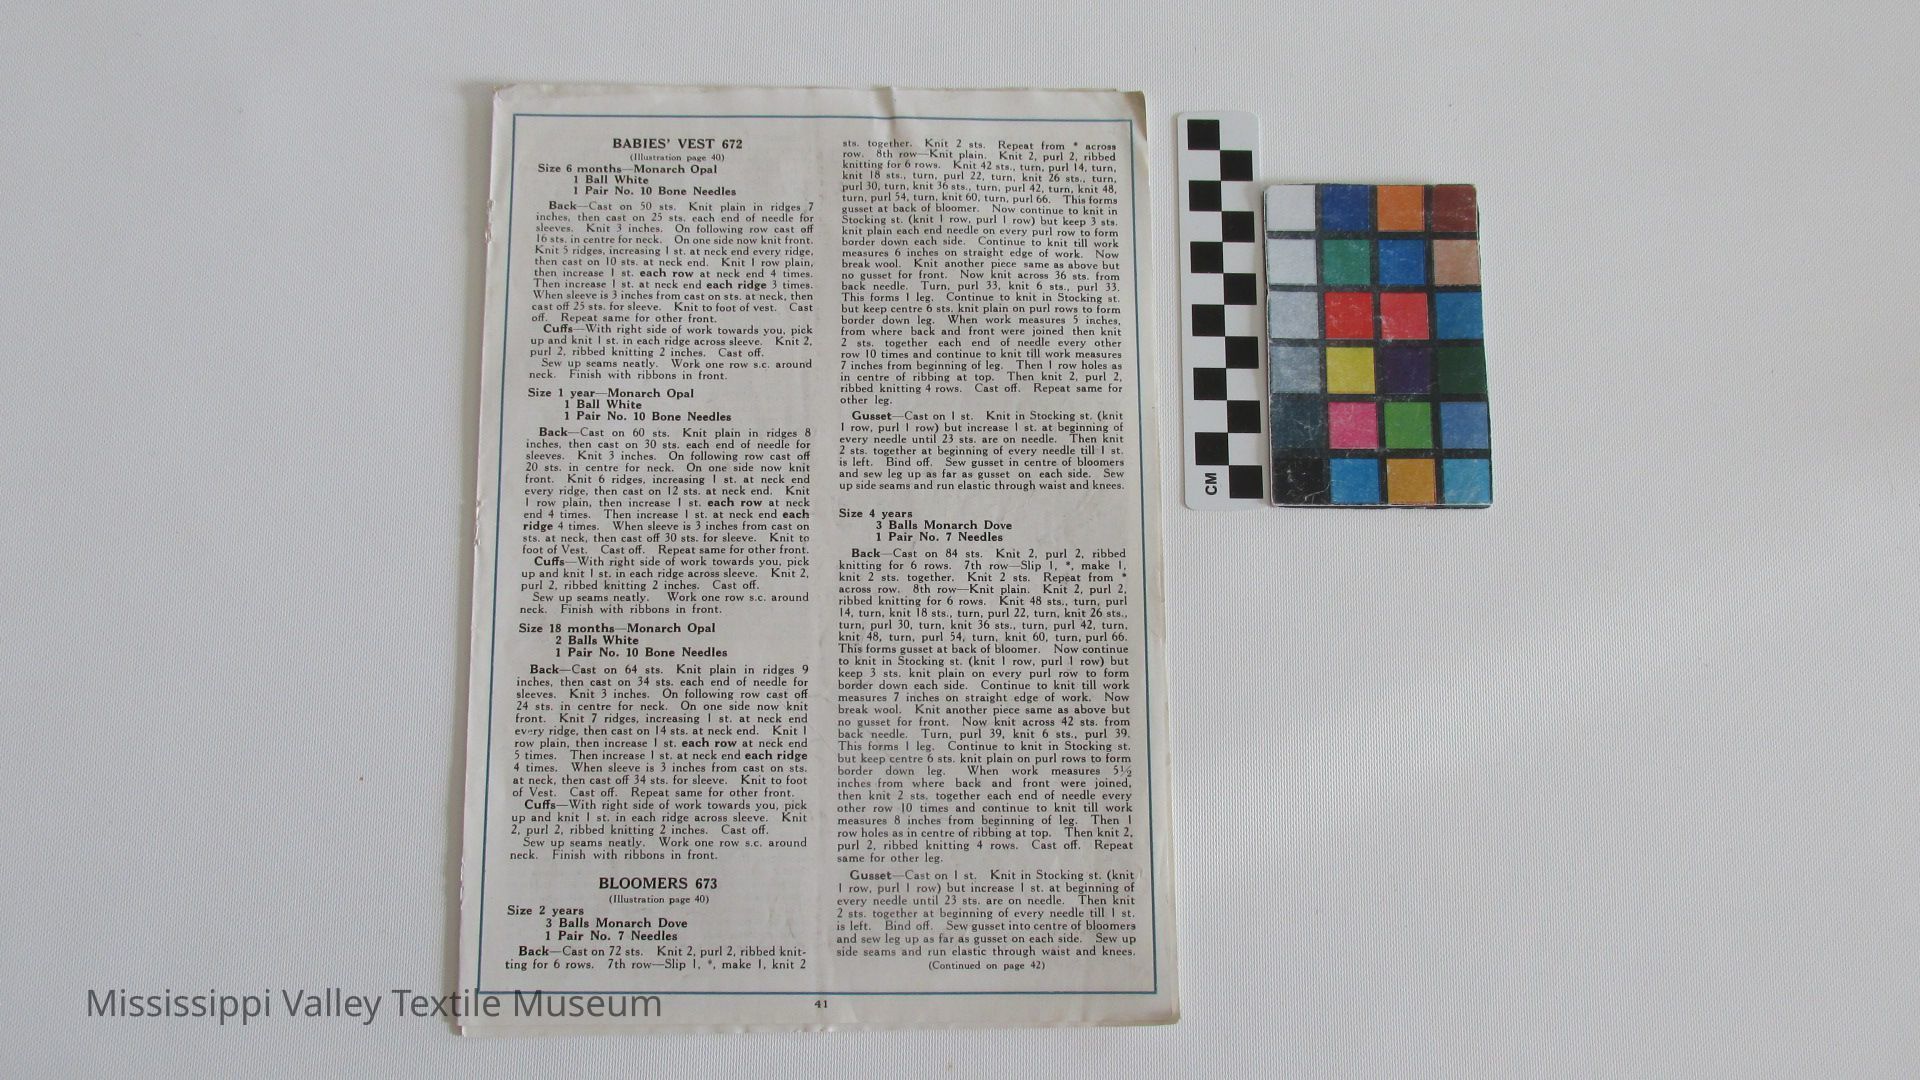 BABIES' VEST 672
(Illustration page 40)
Size 6 months—Monarch Opal
1 Ball White
1 Pair No. 10 Bone Needles
Back—Cast on 50 sts. Knit plain in ridges 7
inches, then cast on 25 sts. each end of needle for
sleeves. Knit 3 inches. On following row cast off
16 sts. in centre for neck. On one side now knit front.
Knit 5 ridges, increasing 1 st. at neck end every ridge,
then cast on 10 sts. at neck end. Knit 1 row plain,
then increase 1 st. each row at neck end 4 times.
Then increase 1 st. at neck end each ridge 3 times.
When sleeve is 3 inches from cast on sts. at neck, then
cast off 25 sts. for sleeve. Knit to foot of vest. Cast
off. Repeat same for other front.
Cuffs—With right side of work towards you, pick
up and knit 1 st. in each ridge across sleeve. Knit 2,
purl 2, ribbed knitting 2 inches. Cast off.
Sew up seams neatly. Work one row s.c. around
neck. Finish with ribbons in front.
Size 1 year—Monarch Opal
1 Ball White
1 Pair No. 10 Bone Needles
Back—Cast on 60 sts. Knit plain in ridges 8
inches, then cast on 30 sts. each end of needle for
sleeves. Knit 3 inches. On following row cast off
20 sts. in centre for neck. On one side now knit
front. Knit 6 ridges, increasing 1 st. at neck end
every ridge, then cast on 12 sts. at neck end. Knit
1 row plain, then increase 1 st. each row at neck
end 4 times. Then increase 1 st. at neck end each
ridge 4 times. When sleeve is 3 inches from cast on
sts. at neck, then cast off 30 sts. for sleeve. Knit to
foot of Vest. Cast off. Repeat same for other front.
Cuffs—With right side of work towards you, pick
up and knit 1 st. in each ridge across sleeve. Knit 2,
purl 2, ribbed knitting 2 inches. Cast off.
Sew up seams neatly. Work one row s.c. around
neck. Finish with ribbons in front.
Size 18 months—Monarch Opal
2 Balls White
1 Pair No. 10 Bone Needles
Back—Cast on 64 sts. Knit plain in ridges 9
inches, then cast on 34 sts. each end of needle for
sleeves. Knit 3 inches. On following row cast off
24 sts. in centre for neck. On one side now knit
front. Knit 7 ridges, increasing 1 st. at neck end
every ridge, then cast on 14 sts. at neck end. Knit 1
row plain, then increase 1 st. each row at neck end
5 times. Then increase 1 st. at neck end each ridge
4 times. When sleeve is 3 inches from cast on sts.
at neck, then cast off 34 sts. for sleeve. Knit to foot
of Vest. Cast off. Repeat same for other front.
Cuffs—With right side of work towards you, pick
up and knit 1 st. in each ridge across sleeve. Knit
2, purl 2, ribbed knitting 2 inches. Cast off.
Sew up seams neatly. Work one row s.c. around
neck. Finish with ribbons in front.
BLOOMERS 673
(Illustration page 40)
Size 2 years
3 Balls Monarch Dove
1 Pair No. 7 Needles
Back—Cast on 72 sts. Knit 2, purl 2, ribbed knit-
ting for 6 rows. 7th row—Slip 1, *, make 1, knit 2
sts. together. Knit 2 sts. Repeat from * across
row. 8th row—Knit plain. Knit 2, purl 2, ribbed
knitting for 6 rows. Knit 42 sts., turn, purl 14, turn,
knit 18 sts., turn, purl 22, turn, knit 26 sts., turn,
purl 30, turn, knit 36 sts., turn, purl 42, turn, knit 48,
turn, purl 54, turn, knit 60, turn, purl 66. This forms
gusset at back of bloomer. Now continue to knit in
Stocking st. (knit 1 row, purl 1 row) but keep 3 sts.
knit plain each end needle on every purl row to form
border down each side. Continue to knit till work
measures 6 inches on straight edge of work. Now
break wool. Knit another piece same as above but
no gusset for front. Now knit across 36 sts. from
back needle. Turn, purl 33, knit 6 sts., purl 33.
This forms 1 leg. Continue to knit in Stocking st.
but keep centre 6 sts. knit plain on purl rows to form
border down leg. When work measures 5 inches,
from where back and front were joined then knit
2 sts. together each end of needle every other
row 10 times and continue to knit till work measures
7 inches from beginning of leg. Then 1 row holes as
in centre of ribbing at top. Then knit 2, purl 2,
ribbed knitting 4 rows. Cast off. Repeat same for
other leg.
Gusset—Cast on 1 st. Knit in Stocking st. (knit
1 row, purl 1 row) but increase 1 st. at beginning of
every needle until 23 sts. are on needle. Then knit
2 sts. together at beginning of every needle till 1 st.
is left. Bind off. Sew gusset in centre of bloomers
and sew leg up as far as gusset on each side. Sew
up side seams and run elastic through waist and knees.
Size 4 years
3 Balls Monarch Dove
1 Pair No. 7 Needles
Back—Cast on 84 sts. Knit 2, purl 2, ribbed
knitting for 6 rows. 7th row—Slip 1, *, make 1,
knit 2 sts. together. Knit 2 sts. Repeat from *
across row. 8th row—Knit plain. Knit 2, purl 2,
ribbed knitting for 6 rows. Knit 48 sts., turn, purl
14, turn, knit 18 sts., turn, purl 22, turn, knit 26 sts.,
turn, purl 30, turn, knit 36 sts., turn, purl 42, turn,
knit 48, turn, purl 54, turn, knit 60, turn, purl 66.
This forms gusset at back of bloomer. Now continue
to knit in Stocking st. (knit 1 row, purl 1 row) but
keep 3 sts. knit plain on every purl row to form
border down each side. Continue to knit till work
measures 7 inches on straight edge of work. Now
break wool. Knit another piece same as above but
no gusset for front. Now knit across 42 sts. from
back needle. Turn, purl 39, knit 6 sts., purl 39.
This forms 1 leg. Continue to knit in Stocking st.
but keep centre 6 sts. knit plain on purl rows to form
border down leg. When work measures 5½
inches from where back and front were joined,
then knit 2 sts. together each end of needle every
other row 10 times and continue to knit till work
measures 8 inches from beginning of leg. Then 1
row holes as in centre of ribbing at top. Then knit 2,
purl 2, ribbed knitting 4 rows. Cast off. Repeat
same for other leg.
Gusset—Cast on 1 st. Knit in Stocking st. (knit
1 row, purl 1 row) but increase 1 st. at beginning of
every needle until 23 sts. are on needle. Then knit
2 sts. together at beginning of every needle till 1 st.
is left. Bind off. Sew gusset into centre of bloomers
and sew leg up as far as gusset on each side. Sew up
side seams and run elastic through waist and knees.
(Continued on page 42)
41
CM
Mississippi Valley Textile Museum